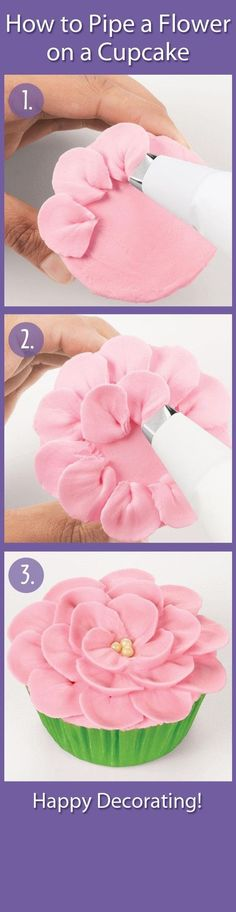 How to Pipe a Flower
on a Cupcake
1.
2.
3.
Happy Decorating!